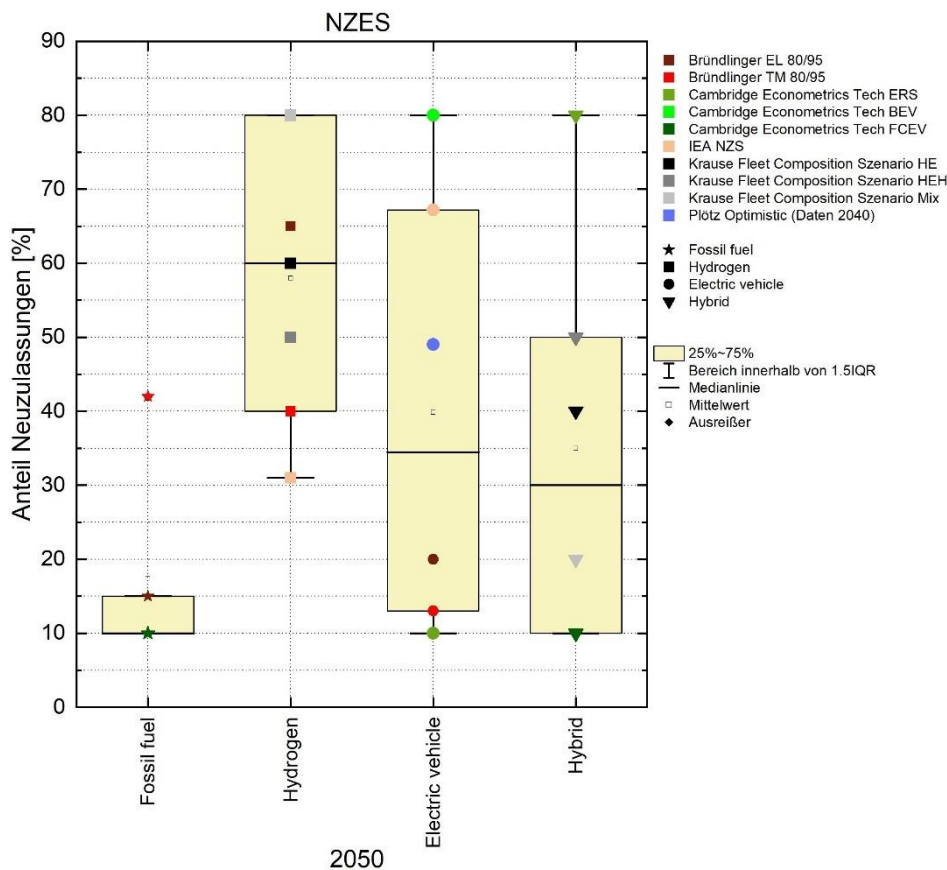 NZES
Anteil Neuzulassungen [%]
90
80
70
60
50
40
30
20
10
0
Fossil fuel
Hydrogen
Electric vehicle
Hybrid
2050
Bründlinger EL 80/95
Bründlinger TM 80/95
Cambridge Econometrics Tech ERS
Cambridge Econometrics Tech BEV
Cambridge Econometrics Tech FCEV
IEA NZS
Krause Fleet Composition Szenario HE
Krause Fleet Composition Szenario HEH
Krause Fleet Composition Szenario Mix
Plötz Optimistic (Daten 2040)
Fossil fuel
Hydrogen
Electric vehicle
Hybrid
25%~75%
Bereich innerhalb von 1.5IQR
Medianlinie
Mittelwert
Ausreißer